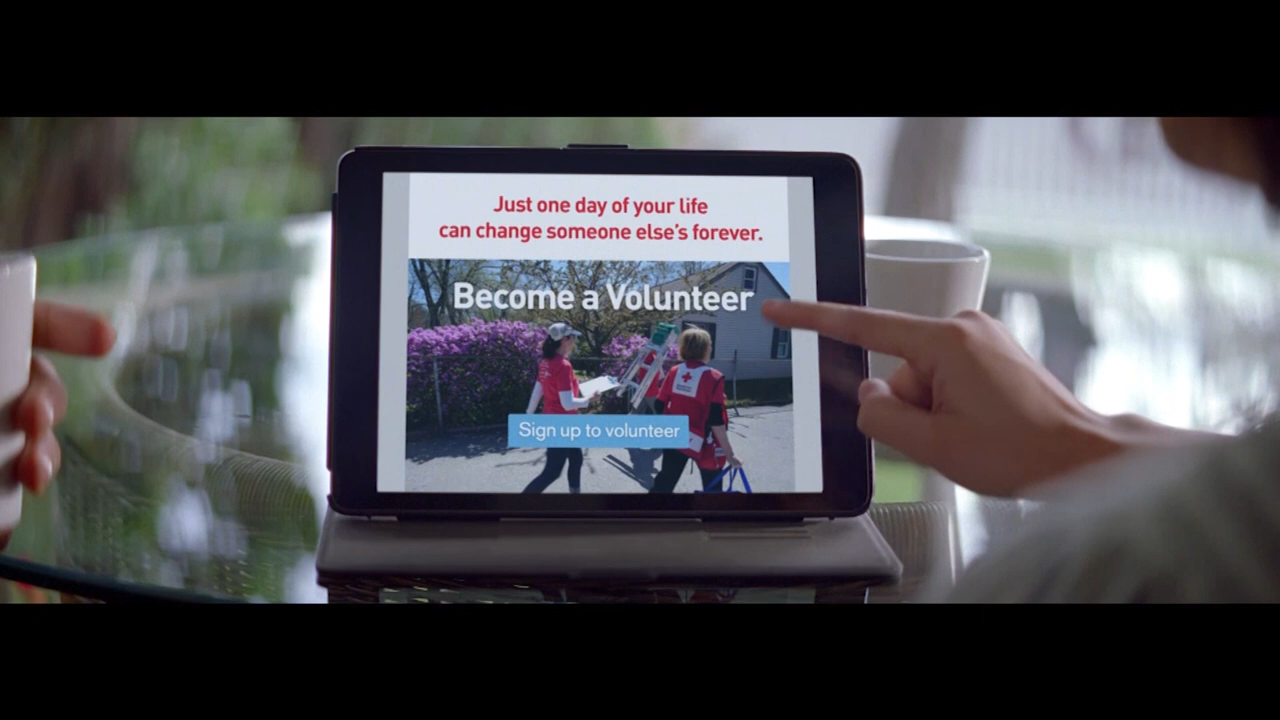 Just one day of your life
can change someone else's forever.
Become a Volunteer
Sign up to volunteer